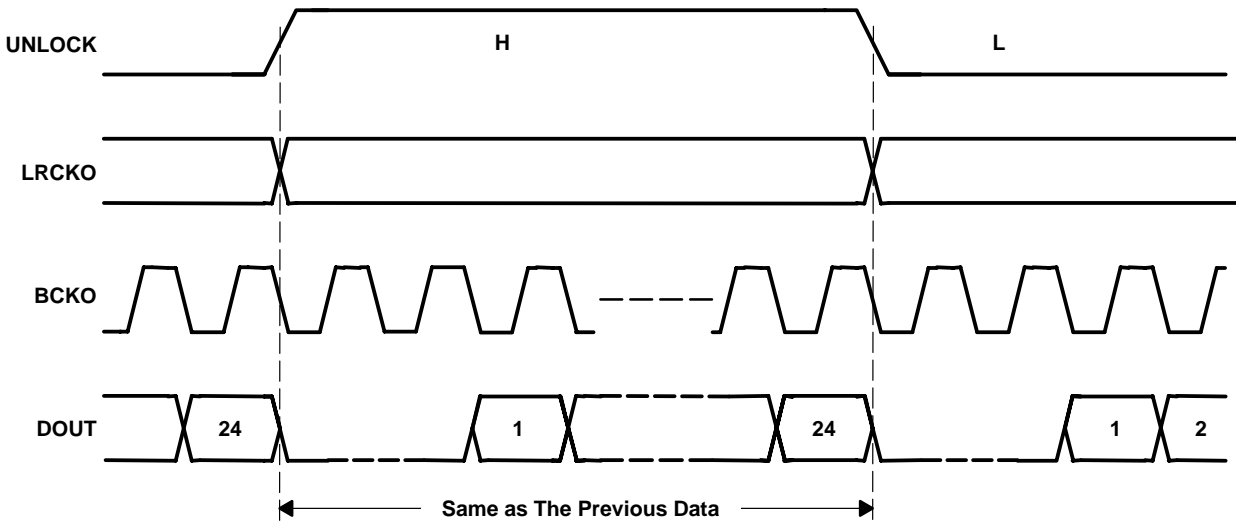 UNLOCK H L
LRCKO
BCKO
DOUT 24 1 24 1 2
Same as The Previous Data